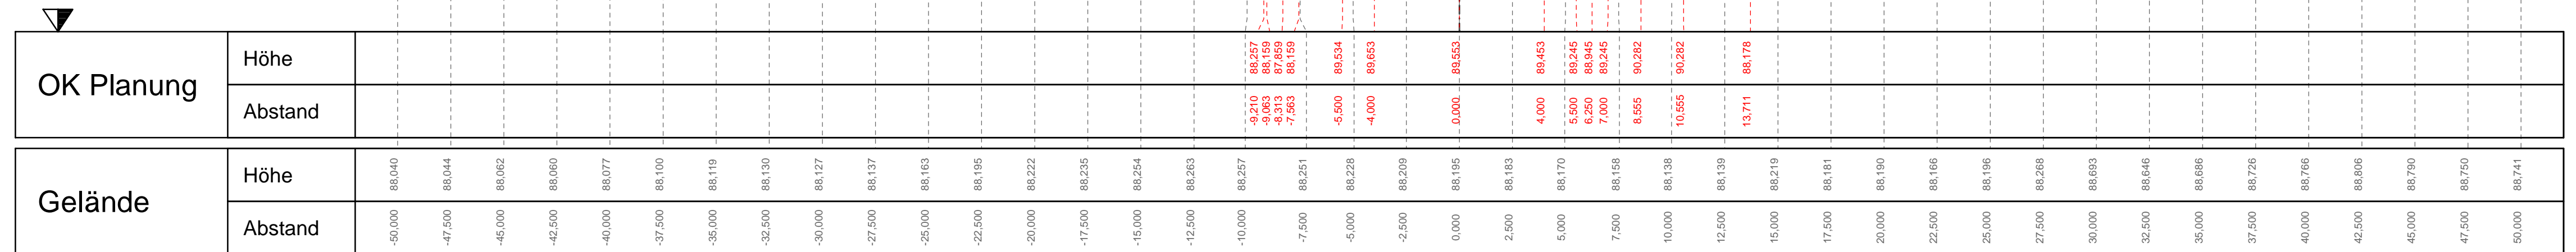 OK Planung
Höhe
88,257 88,159 87,859 88,159 89,534 89,653 89,553 89,453 89,245 88,945 89,245 90,282 90,282 88,178
Abstand
-9,210 -9,063 -8,313 -7,563 -5,500 -4,000 0,000 4,000 5,500 6,250 7,000 8,555 10,555 13,711
Gelände
Höhe
88,040 88,044 88,062 88,060 88,077 88,100 88,119 88,130 88,127 88,137 88,163 88,195 88,222 88,235 88,254 88,263 88,257 88,251 88,228 88,209 88,195 88,183 88,170 88,158 88,138 88,139 88,219 88,181 88,190 88,166 88,196 88,268 88,693 88,646 88,686 88,726 88,766 88,806 88,790 88,750 88,741
Abstand
-50,000 -47,500 -45,000 -42,500 -40,000 -37,500 -35,000 -32,500 -30,000 -27,500 -25,000 -22,500 -20,000 -17,500 -15,000 -12,500 -10,000 -7,500 -5,000 -2,500 0,000 2,500 5,000 7,500 10,000 12,500 15,000 17,500 20,000 22,500 25,000 27,500 30,000 32,500 35,000 37,500 40,000 42,500 45,000 47,500 50,000